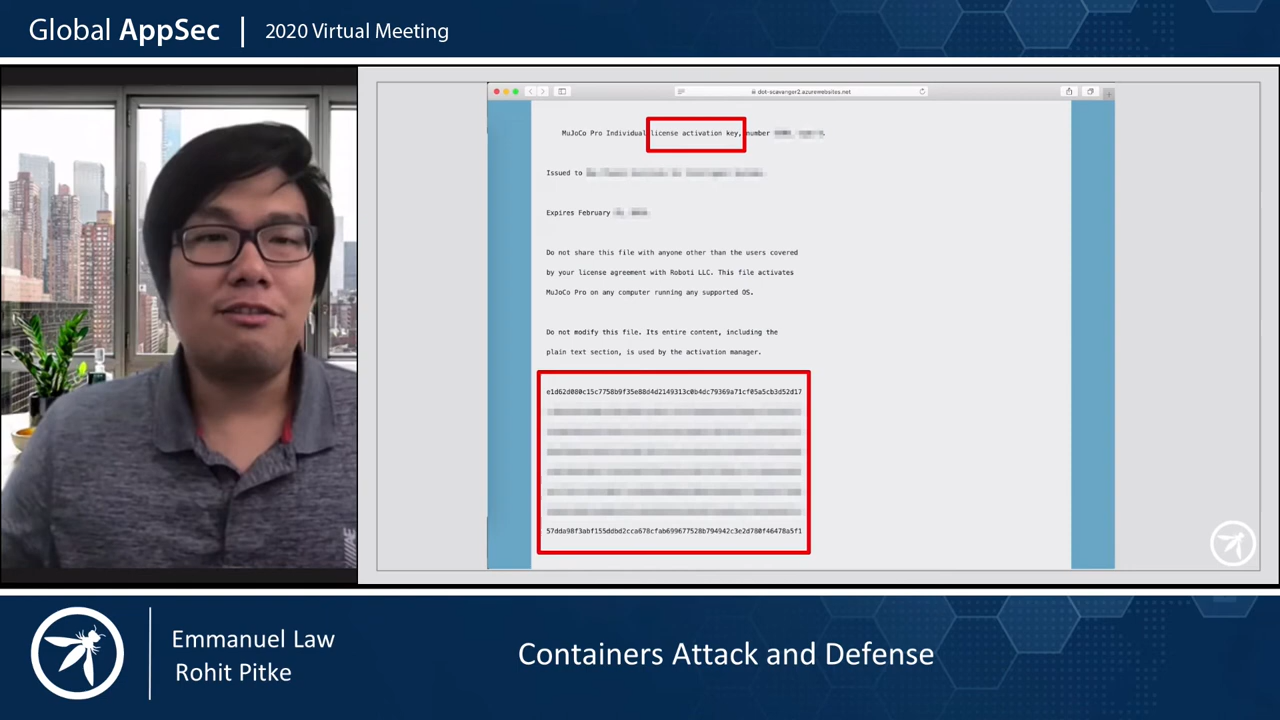 Global AppSec | 2020 Virtual Meeting
dot-scavanger2.azurewebsites.net
MuJoCo Pro Individual license activation key, number
Issued to
Expires February
Do not share this file with anyone other than the users covered
by your license agreement with Roboti LLC. This file activates
MuJoCo Pro on any computer running any supported OS.
Do not modify this file. Its entire content, including the
plain text section, is used by the activation manager.
e1d62d080c15c7758b9f35e88d4d2149313c0b4dc79369a71cf05a5cb3d52d17
57dda98f3abf155ddbd2cca678cfab699677528b794942c3e2d780f46478a5f1
Emmanuel Law
Rohit Pitke
Containers Attack and Defense